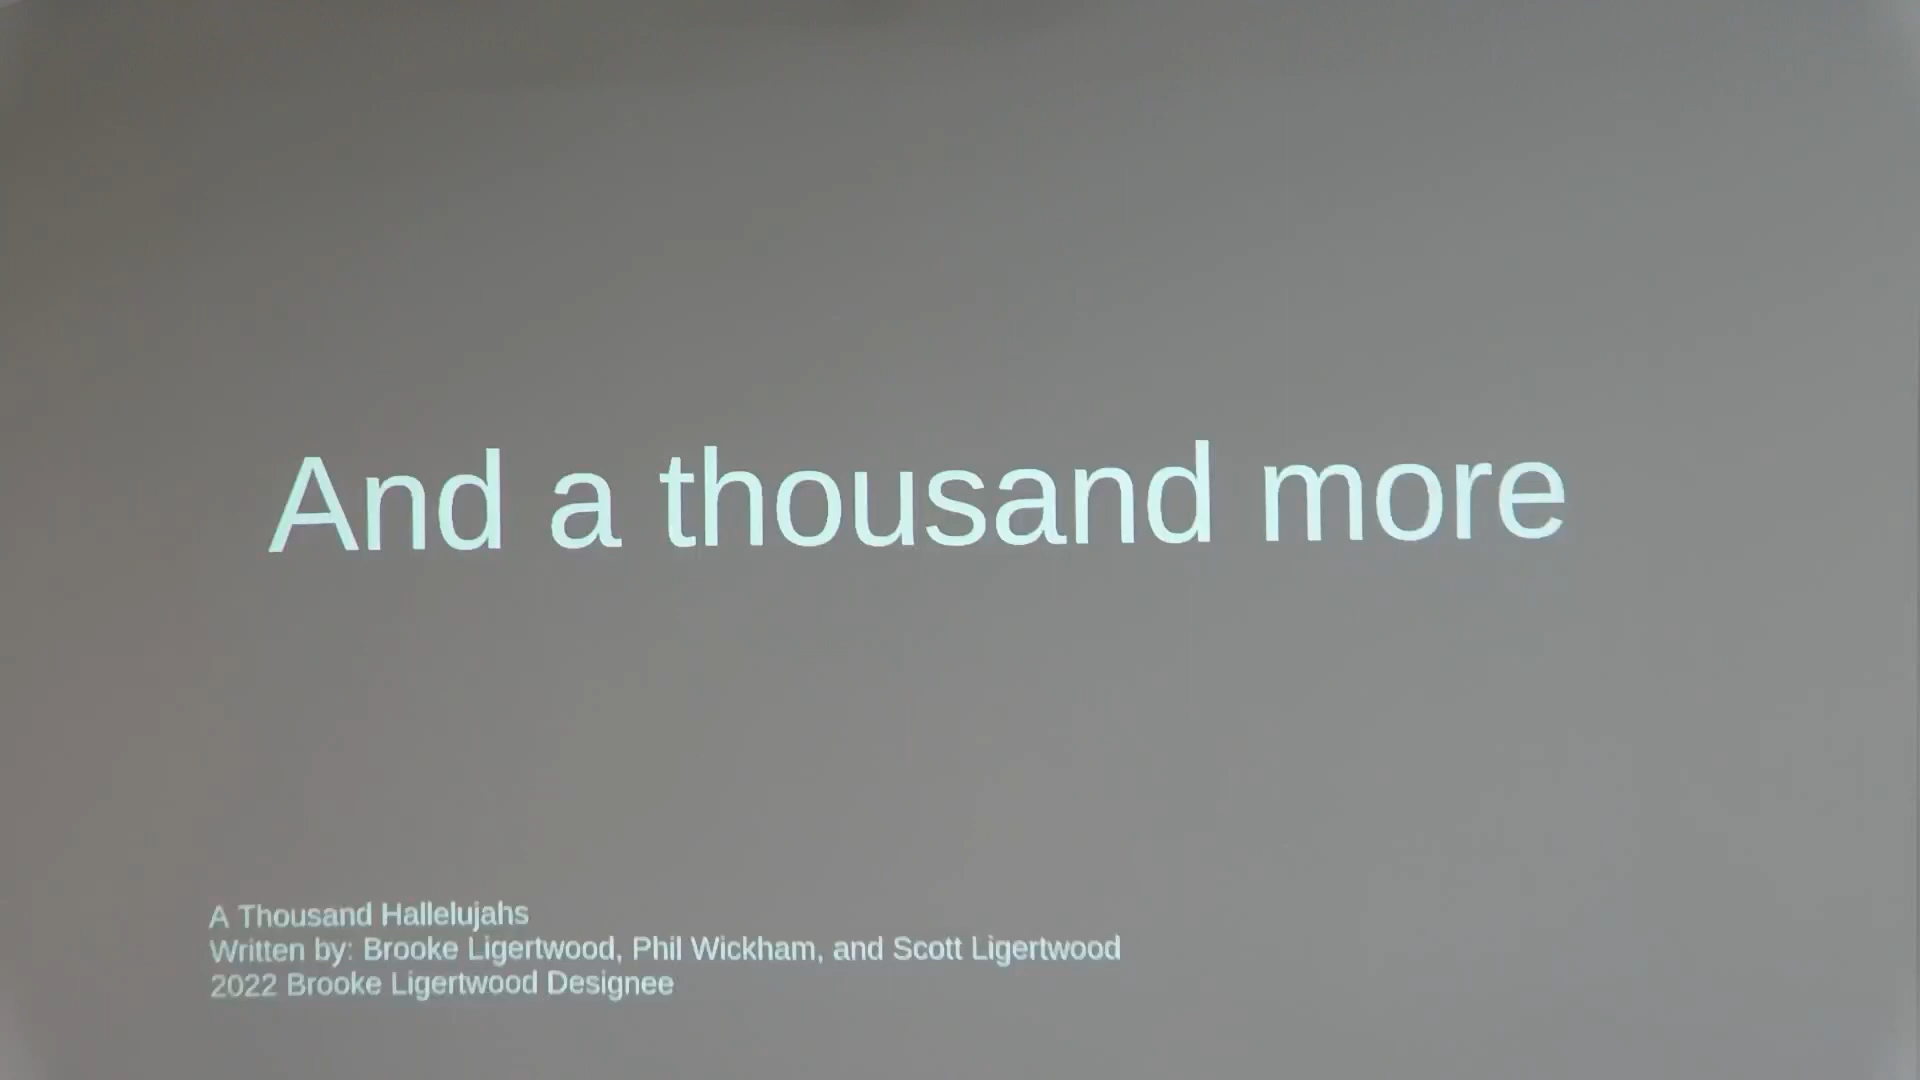 And a thousand more
A Thousand Hallelujahs
Written by: Brooke Ligertwood, Phil Wickham, and Scott Ligertwood
2022 Brooke Ligertwood Designee